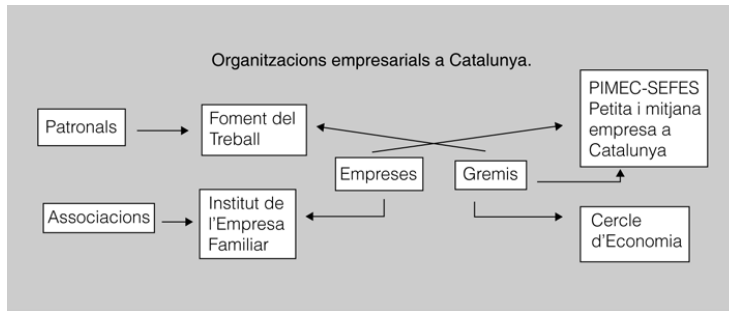 Organitzacions empresarials a Catalunya.
Patronals
Foment del
Treball
PIMEC-SEFES
Petita i mitjana
empresa a
Catalunya
Empreses
Gremis
Associacions
Institut de
l'Empresa
Familiar
Cercle
d'Economia